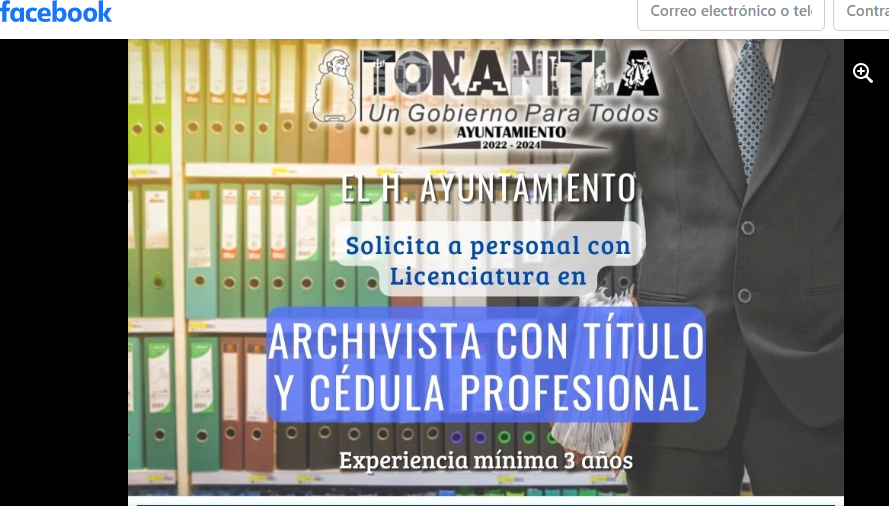 facebook
Correo electrónico o tel
Contra
TONANITLA
Un Gobierno Para Todos
AYUNTAMIENTO
2022 - 2024
EL H. AYUNTAMIENTO
Solicita a personal con
Licenciatura en
ARCHIVISTA CON TÍTULO
Y CÉDULA PROFESIONAL
Experiencia mínima 3 años